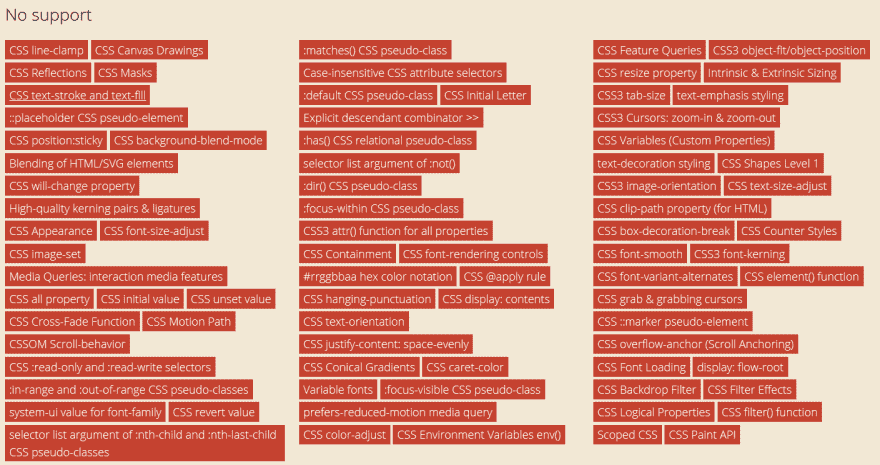 No support
CSS line-clamp CSS Canvas Drawings
CSS Reflections CSS Masks
CSS text-stroke and text-fill
::placeholder CSS pseudo-element
CSS position:sticky CSS background-blend-mode
Blending of HTML/SVG elements
CSS will-change property
High-quality kerning pairs & ligatures
CSS Appearance CSS font-size-adjust
CSS image-set
Media Queries: interaction media features
CSS all property CSS initial value CSS unset value
CSS Cross-Fade Function CSS Motion Path
CSSOM Scroll-behavior
CSS :read-only and :read-write selectors
:in-range and :out-of-range CSS pseudo-classes
system-ui value for font-family CSS revert value
selector list argument of :nth-child and :nth-last-child
CSS pseudo-classes
:matches() CSS pseudo-class
Case-insensitive CSS attribute selectors
:default CSS pseudo-class CSS Initial Letter
Explicit descendant combinator >>
:has() CSS relational pseudo-class
selector list argument of :not()
:dir() CSS pseudo-class
:focus-within CSS pseudo-class
CSS3 attr() function for all properties
CSS Containment CSS font-rendering controls
#rrggbbaa hex color notation CSS @apply rule
CSS hanging-punctuation CSS display: contents
CSS text-orientation
CSS justify-content: space-evenly
CSS Conical Gradients CSS caret-color
Variable fonts :focus-visible CSS pseudo-class
prefers-reduced-motion media query
CSS color-adjust CSS Environment Variables env()
CSS Feature Queries CSS3 object-fit/object-position
CSS resize property Intrinsic & Extrinsic Sizing
CSS3 tab-size text-emphasis styling
CSS3 Cursors: zoom-in & zoom-out
CSS Variables (Custom Properties)
text-decoration styling CSS Shapes Level 1
CSS3 image-orientation CSS text-size-adjust
CSS clip-path property (for HTML)
CSS box-decoration-break CSS Counter Styles
CSS font-smooth CSS3 font-kerning
CSS font-variant-alternates CSS element() function
CSS grab & grabbing cursors
CSS ::marker pseudo-element
CSS overflow-anchor (Scroll Anchoring)
CSS Font Loading display: flow-root
CSS Backdrop Filter CSS Filter Effects
CSS Logical Properties CSS filter() function
Scoped CSS CSS Paint API